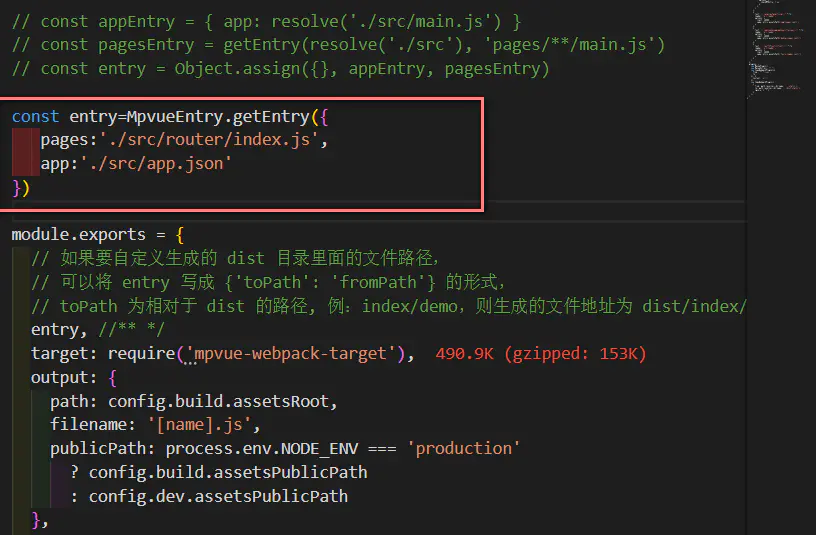 // const appEntry = { app: resolve('./src/main.js') }
// const pagesEntry = getEntry(resolve('./src'), 'pages/**/main.js')
// const entry = Object.assign({}, appEntry, pagesEntry)
const entry=MpvueEntry.getEntry({
pages:'./src/router/index.js',
app:'./src/app.json'
})
module.exports = {
// 如果要自定义生成的 dist 目录里面的文件路径，
// 可以将 entry 写成 {'toPath': 'fromPath'} 的形式，
// toPath 为相对于 dist 的路径, 例：index/demo，则生成的文件地址为 dist/index/
entry, //** */
target: require('mpvue-webpack-target'), 490.9K (gzipped: 153K)
output: {
path: config.build.assetsRoot,
filename: '[name].js',
publicPath: process.env.NODE_ENV === 'production'
? config.build.assetsPublicPath
: config.dev.assetsPublicPath
},